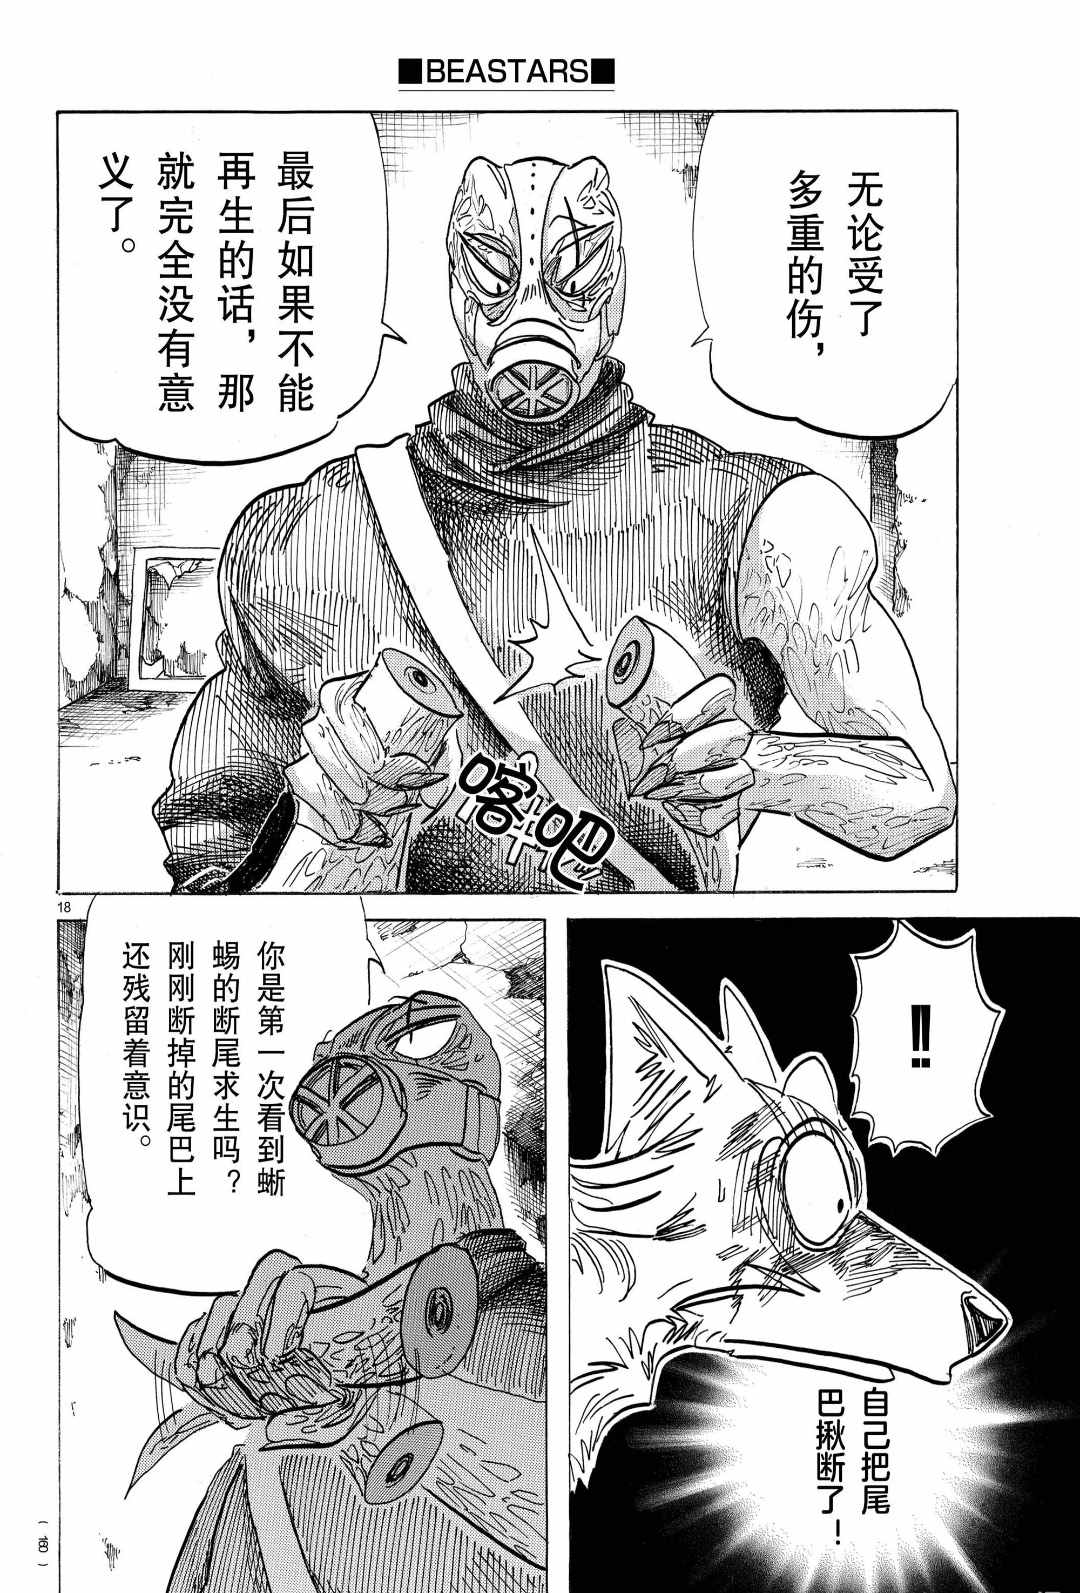 ■BEASTARS■
无论受了
多重的伤，
最后如果不能
再生的话，那
就完全没有意
义了。
喀吧
18
!!
自己把尾
巴揪断了！
你是第一次看到蜥
蜴的断尾求生吗？
刚刚断掉的尾巴上
还残留着意识。
( 160 )